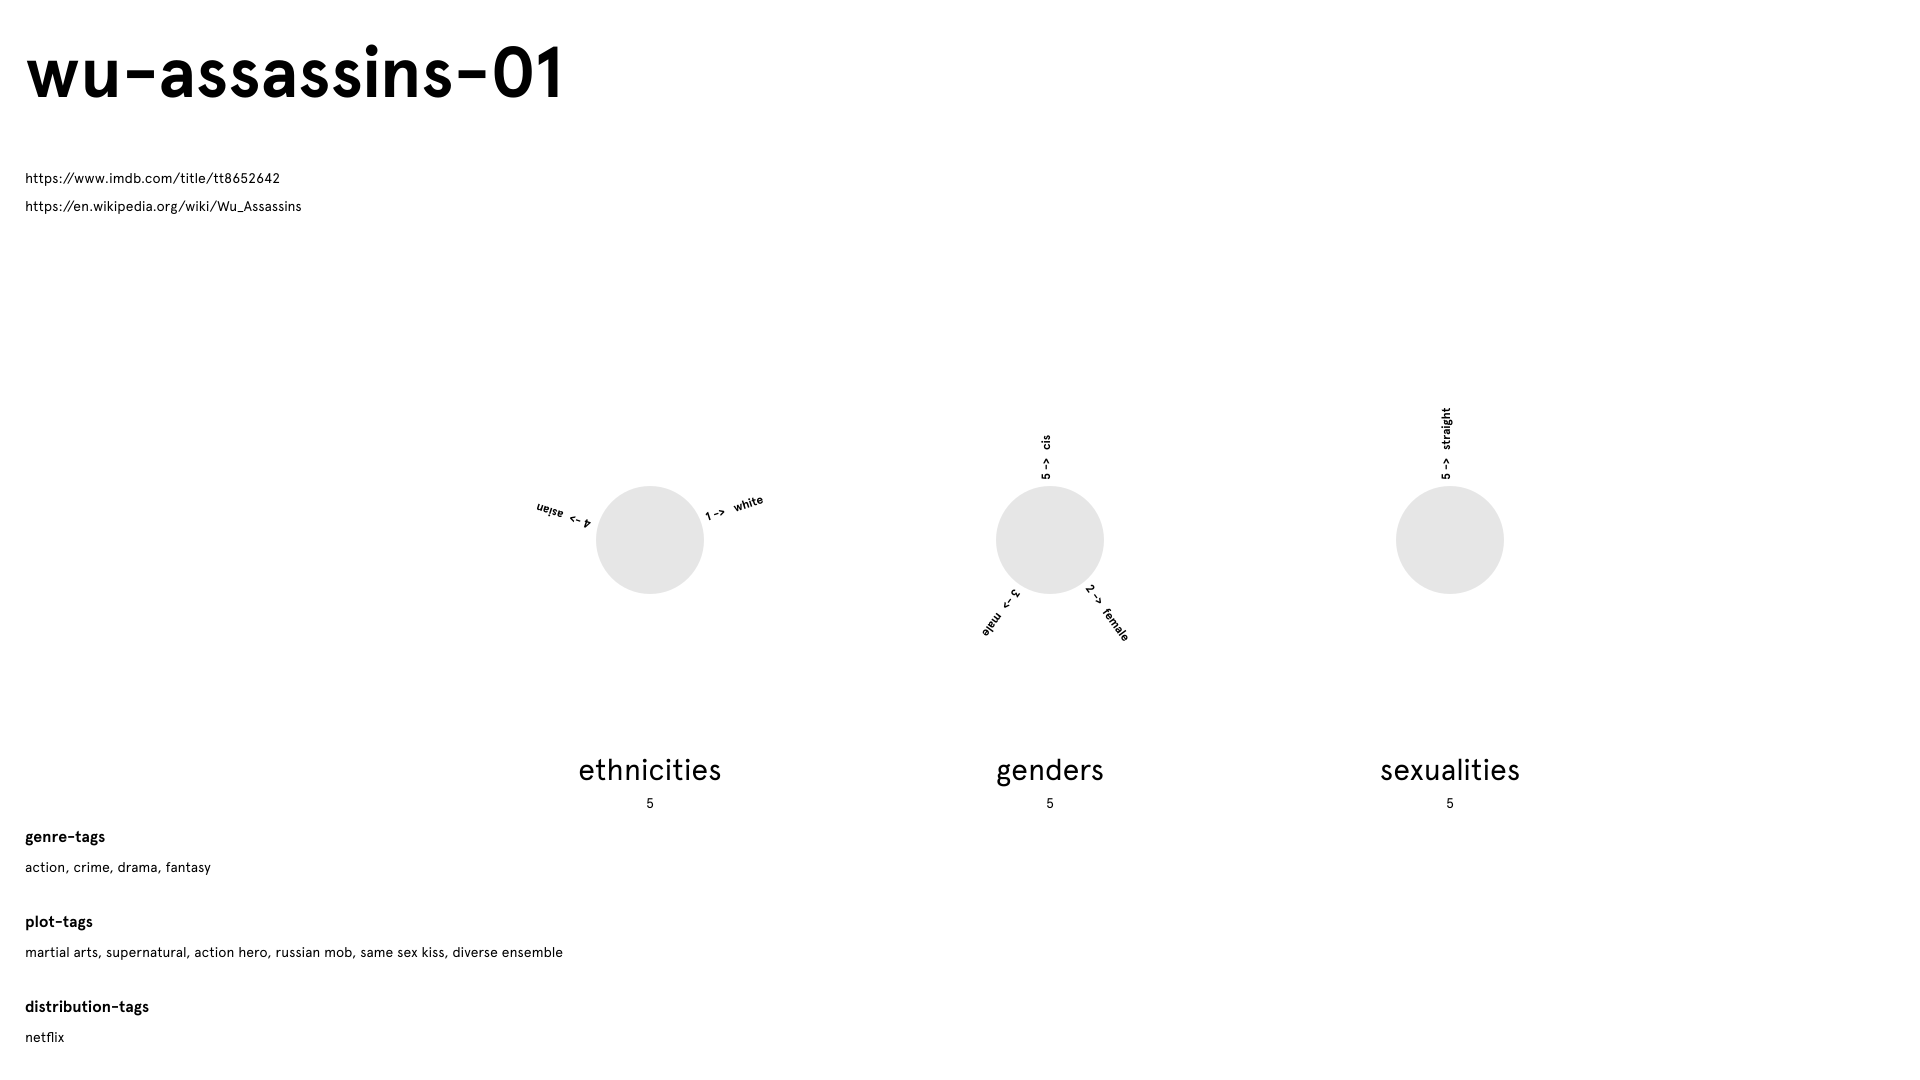 wu-assassins-01
https://www.imdb.com/title/tt8652642
https://en.wikipedia.org/wiki/Wu_Assassins
4 -> asian
1 -> white
5 -> cis
3 -> male
2 -> female
5 -> straight
ethnicities
5
genders
5
sexualities
5
genre-tags
action, crime, drama, fantasy
plot-tags
martial arts, supernatural, action hero, russian mob, same sex kiss, diverse ensemble
distribution-tags
netflix